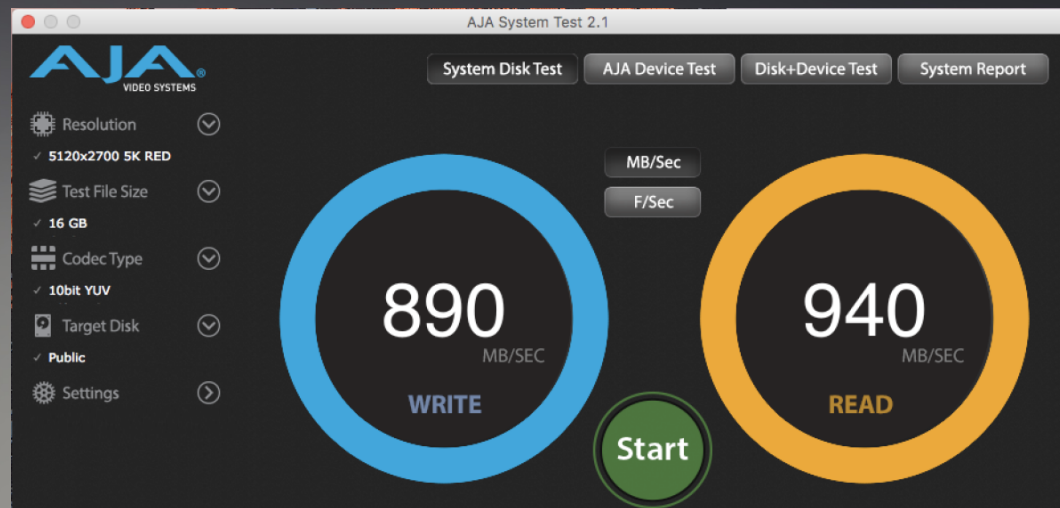 AJA System Test 2.1
AJA®
VIDEO SYSTEMS
System Disk Test
AJA Device Test
Disk+Device Test
System Report
Resolution
✓ 5120x2700 5K RED
Test File Size
✓ 16 GB
Codec Type
✓ 10bit YUV
Target Disk
✓ Public
Settings
MB/Sec
F/Sec
890
MB/SEC
WRITE
940
MB/SEC
READ
Start